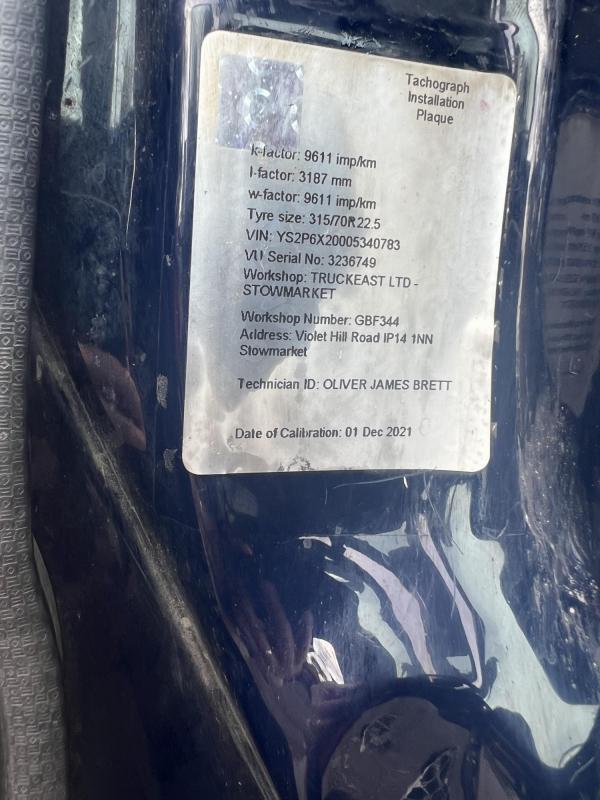 Tachograph
Installation
Plaque
k-factor: 9611 imp/km
l-factor: 3187 mm
w-factor: 9611 imp/km
Tyre size: 315/70R22.5
VIN: YS2P6X20005340783
VU Serial No: 3236749
Workshop: TRUCKEAST LTD -
STOWMARKET
Workshop Number: GBF344
Address: Violet Hill Road IP14 1NN
Stowmarket
Technician ID: OLIVER JAMES BRETT
Date of Calibration: 01 Dec 2021